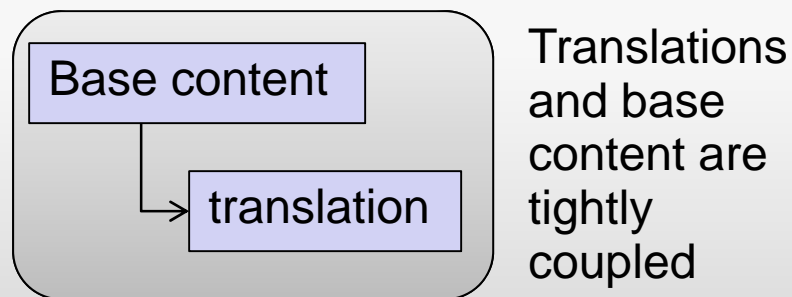 Base content
translation
Translations
and base
content are
tightly
coupled